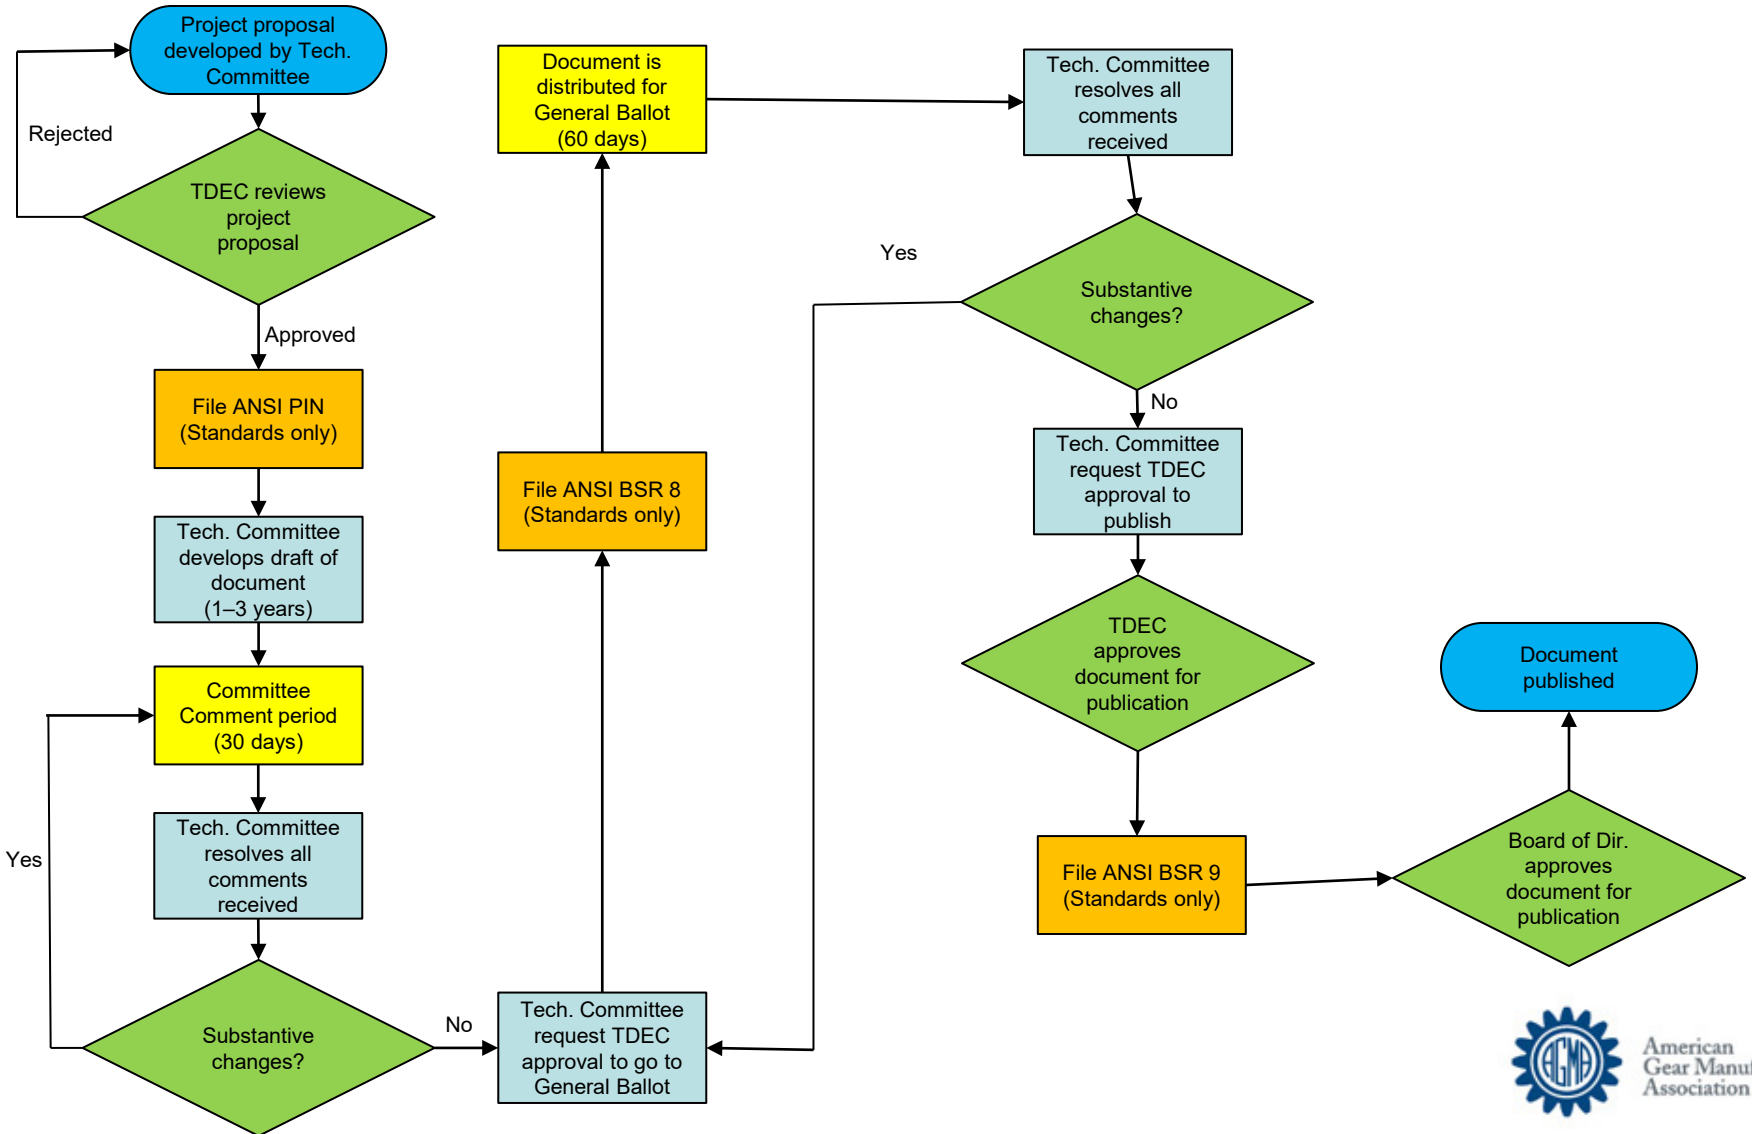 Project proposal
developed by Tech.
Committee
Rejected
TDEC reviews
project
proposal
Approved
File ANSI PIN
(Standards only)
Tech. Committee
develops draft of
document
(1–3 years)
Committee
Comment period
(30 days)
Tech. Committee
resolves all
comments
received
Yes
Substantive
changes?
No
Tech. Committee
request TDEC
approval to go to
General Ballot
File ANSI BSR 8
(Standards only)
Document is
distributed for
General Ballot
(60 days)
Tech. Committee
resolves all
comments
received
Yes
Substantive
changes?
No
Tech. Committee
request TDEC
approval to
publish
TDEC
approves
document for
publication
File ANSI BSR 9
(Standards only)
Board of Dir.
approves
document for
publication
Document
published
AGMA
American
Gear Manuf
Association